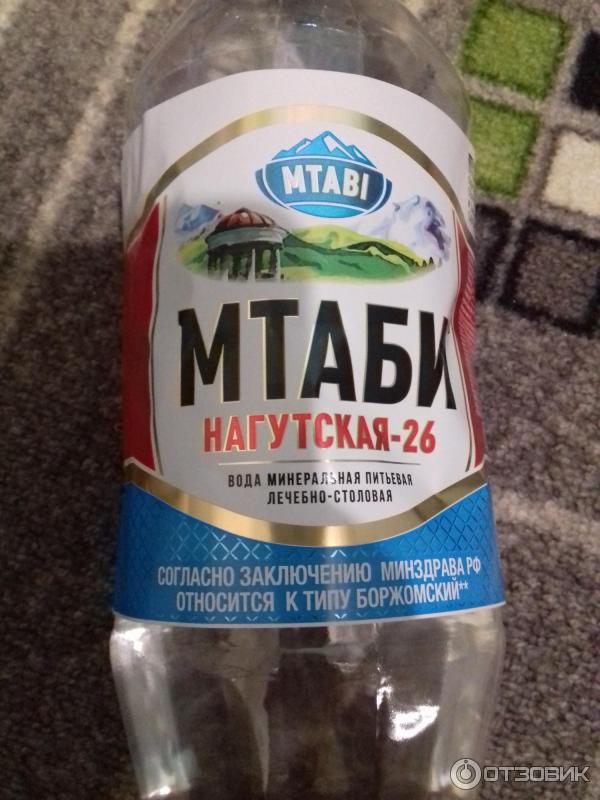 MTABI
МТАБИ
НАГУТСКАЯ-26
ВОДА МИНЕРАЛЬНАЯ ПИТЬЕВАЯ
ЛЕЧЕБНО-СТОЛОВАЯ
СОГЛАСНО ЗАКЛЮЧЕНИЮ МИНЗДРАВА РФ
ОТНОСИТСЯ К ТИПУ БОРЖОМСКИЙ**
ОТЗОВИК